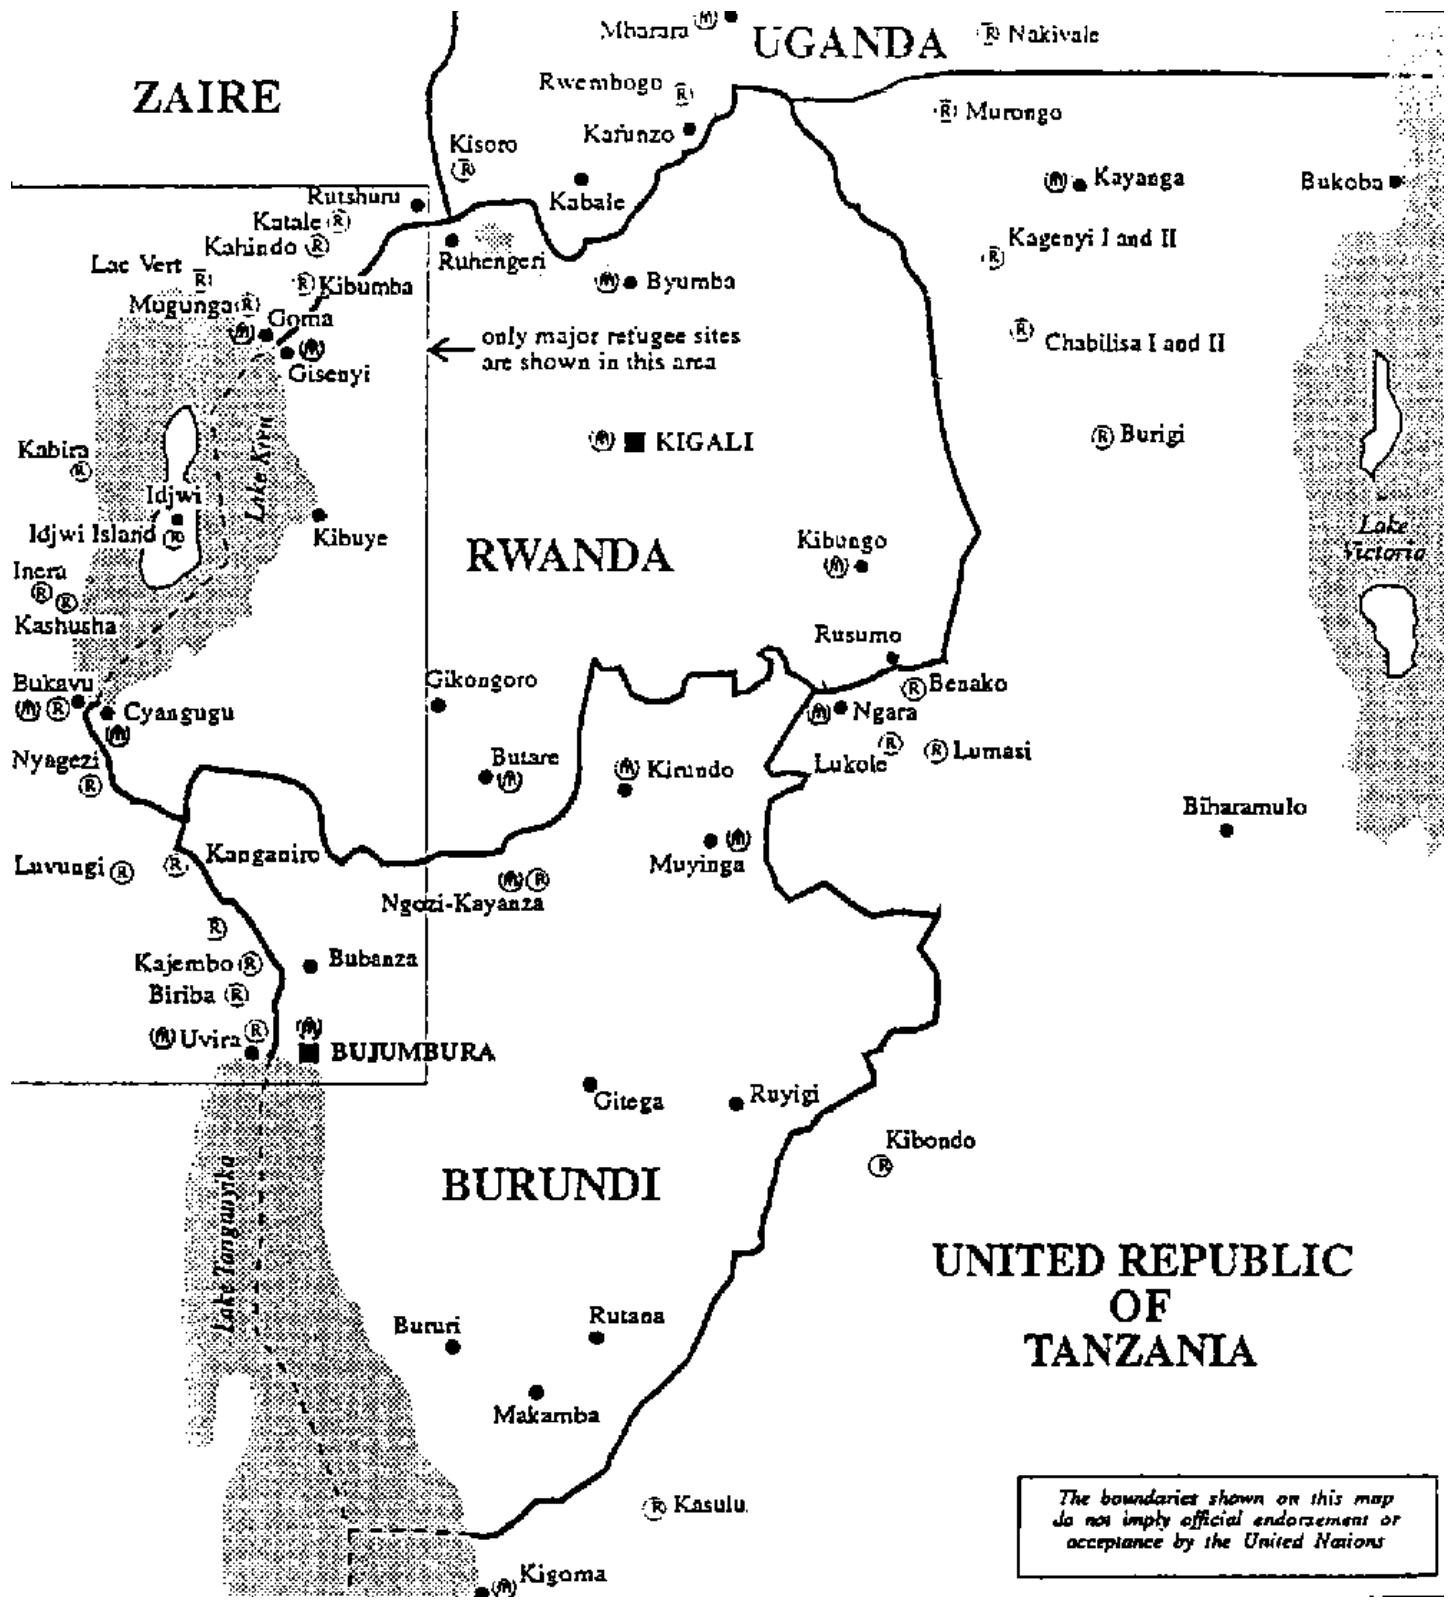 Mbarara
UGANDA
Nakivale
ZAIRE
Rwembogo
Murongo
Kafunzo
Kisoro
Kayanga
Bukoba
Rutshuru
Kabale
Katale
Kahindo
Kagenyi I and II
Ruhengeri
Lac Vert
Kibumba
Byumba
Mugunga
Goma
only major refugee sites
are shown in this area
Chabilisa I and II
Gisenyi
KIGALI
Burigi
Kabira
Lake Kivu
Idjwi
Idjwi Island
Kibuye
RWANDA
Kibungo
Lake
Victoria
Inera
Kashusha
Rusumo
Bukavu
Gikongoro
Benako
Cyangugu
Ngara
Nyagezi
Butare
Kirundo
Lukole
Lumasi
Biharamulo
Luvungi
Kanganiro
Muyinga
Ngozi-Kayanza
Kajembo
Bubanza
Biriba
Uvira
BUJUMBURA
Gitega
Ruyigi
Kibondo
BURUNDI
Lake Tanganyika
UNITED REPUBLIC
OF
TANZANIA
Bururi
Rutana
Makamba
Kasulu
The boundaries shown on this map
do not imply official endorsement or
acceptance by the United Nations
Kigoma